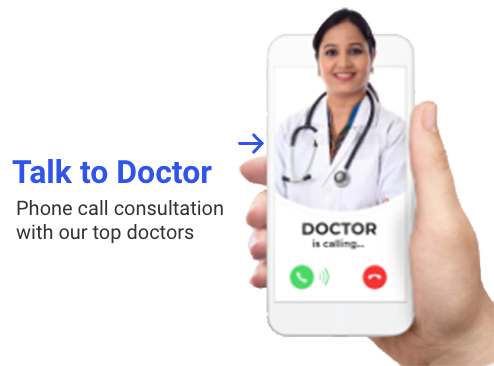 Talk to Doctor
Phone call consultation
with our top doctors
DOCTOR
is calling...